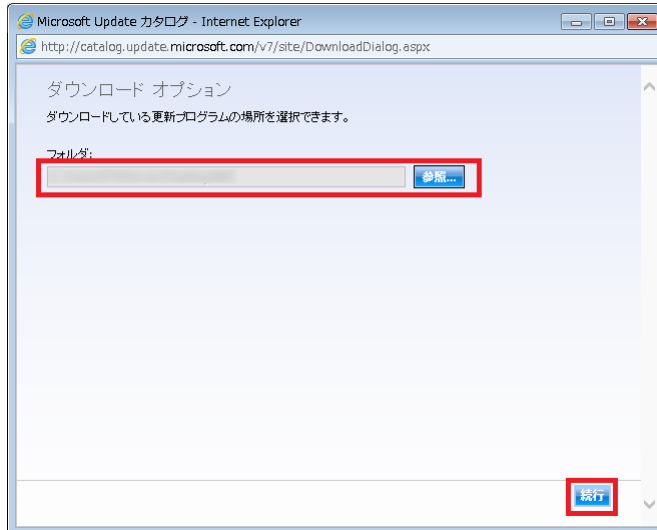 Microsoft Update カタログ - Internet Explorer
http://catalog.update.microsoft.com/v7/site/DownloadDialog.aspx
ダウンロード オプション
ダウンロードしている更新プログラムの場所を選択できます。
フォルダ:
参照...
続行